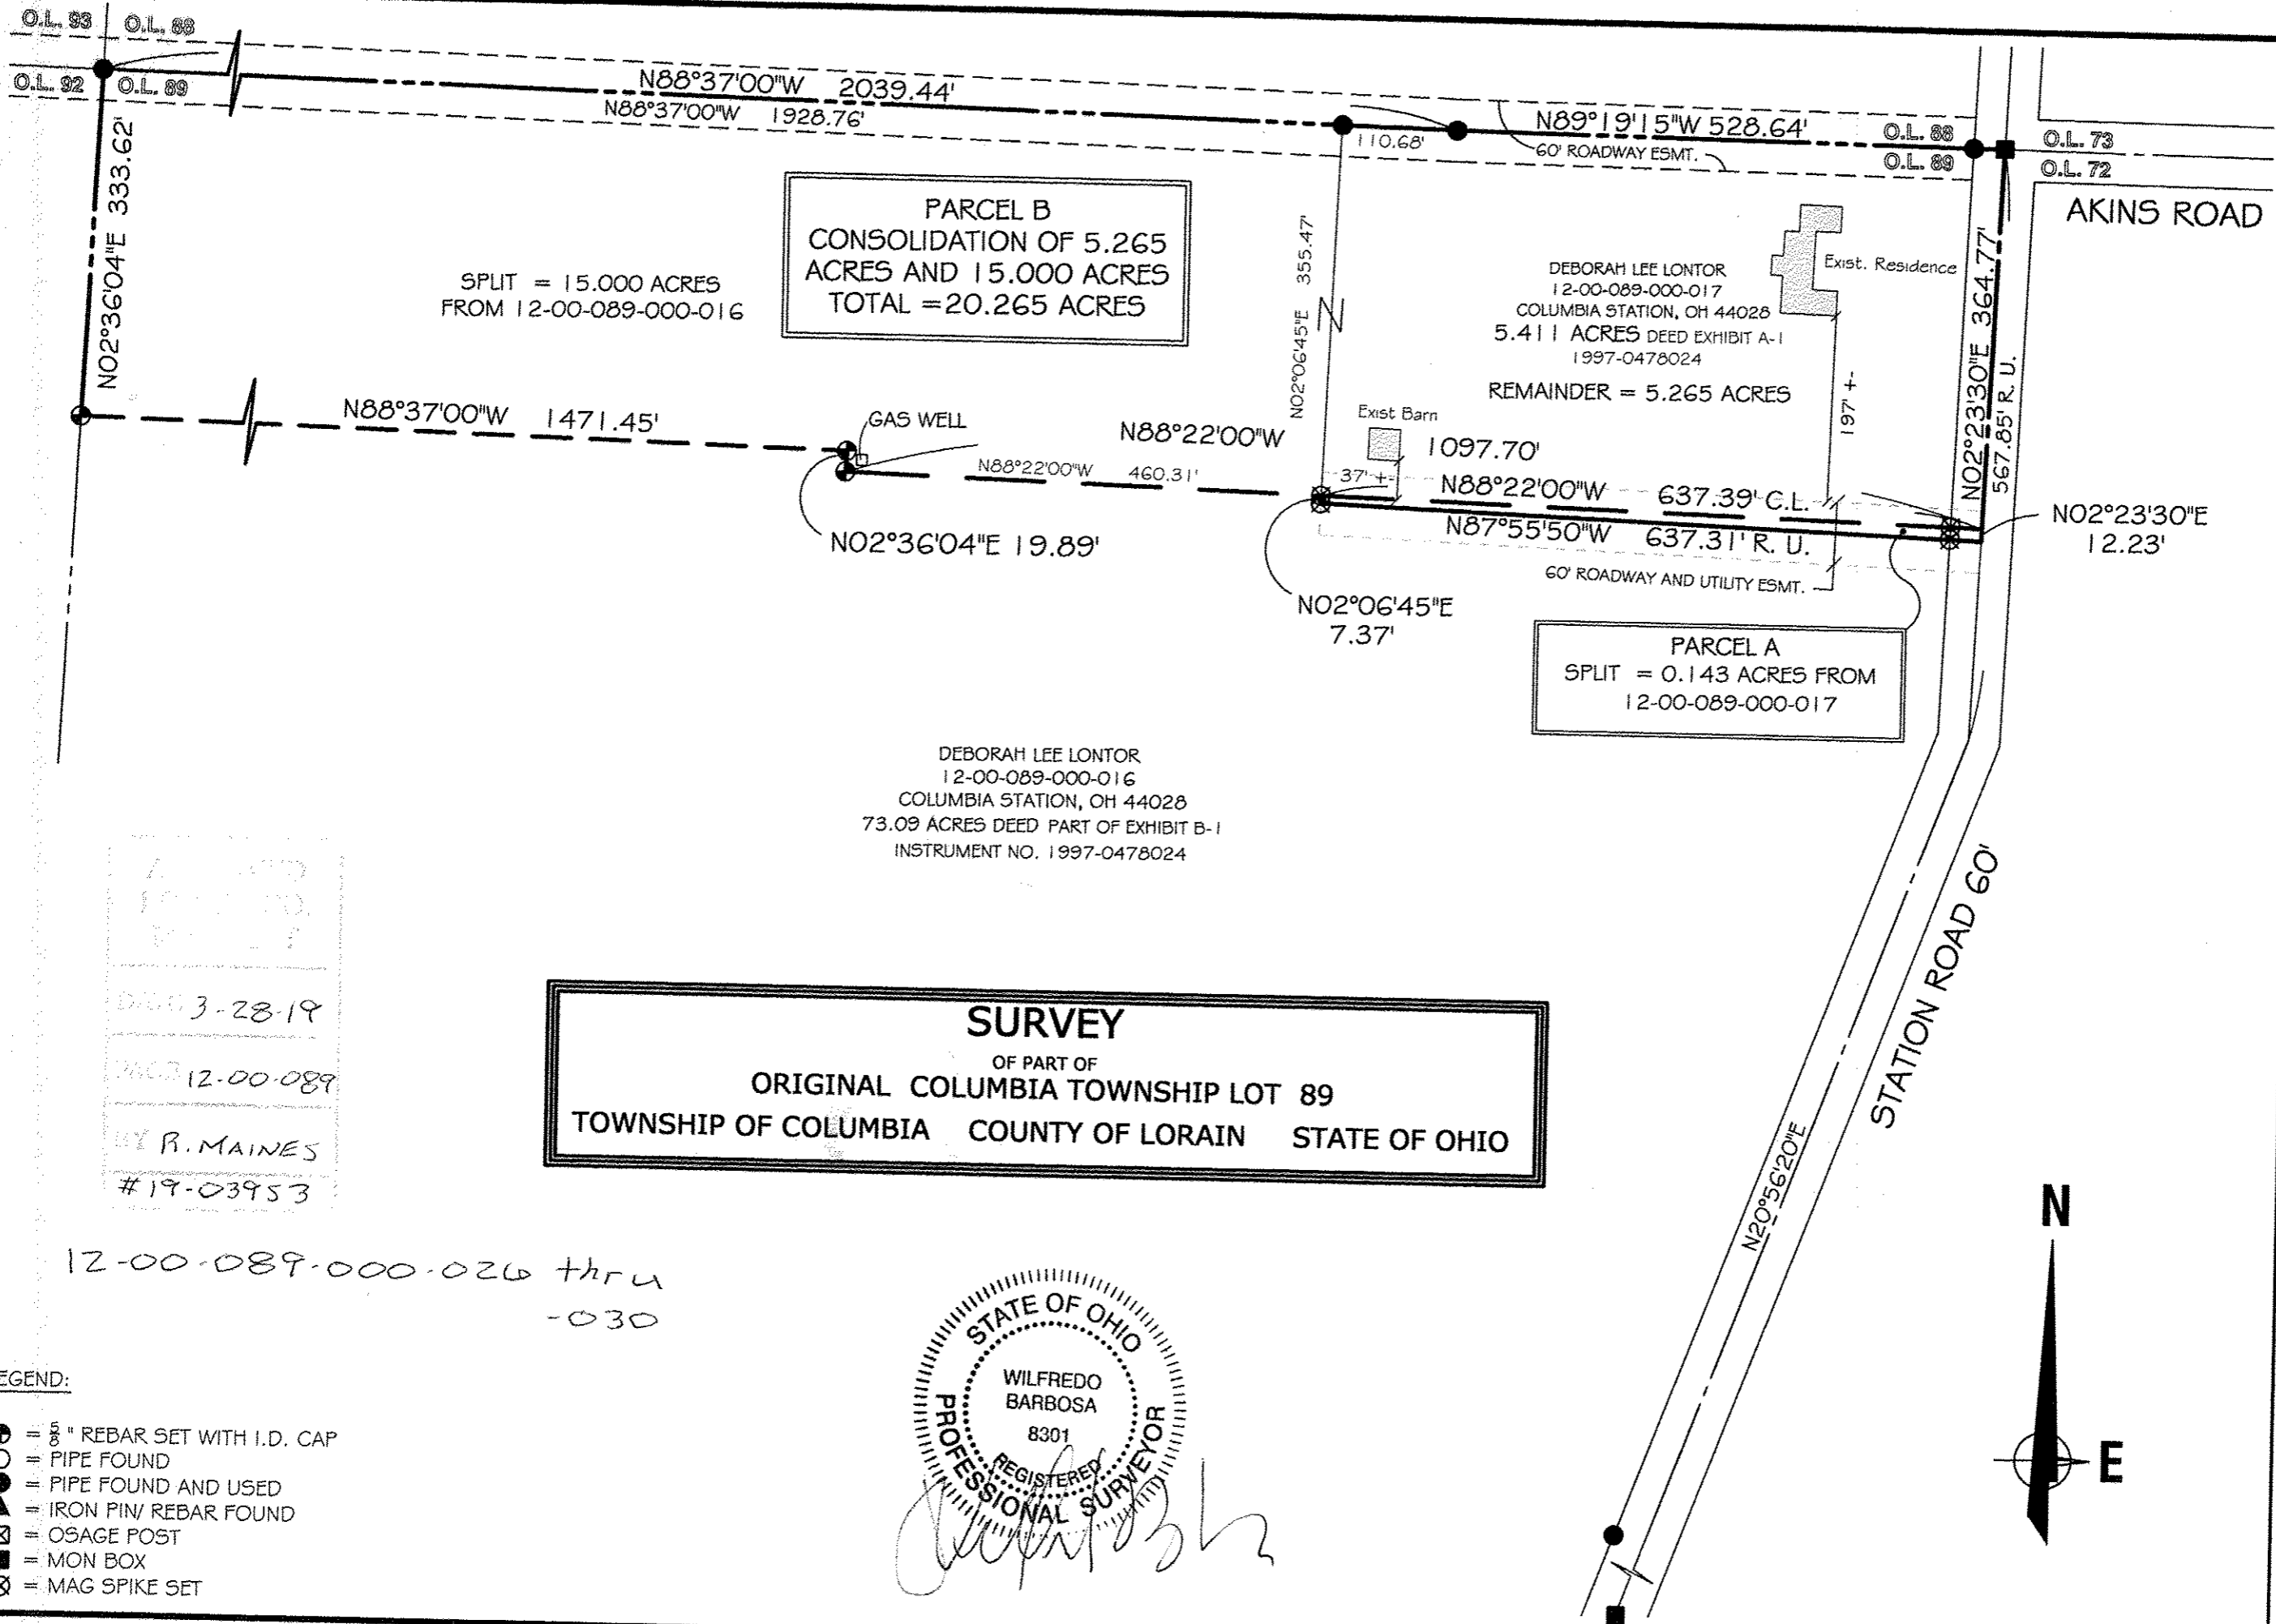 O.L. 93 O.L. 88
O.L. 92 O.L. 89
N88°37'00"W 2039.44'
N88°37'00"W 1928.76'
110.68'
N89°19'15"W 528.64'
60' ROADWAY ESMT.
O.L. 88
O.L. 89
O.L. 73
O.L. 72
AKINS ROAD
N02°36'04"E 333.62'
SPLIT = 15.000 ACRES
FROM 12-00-089-000-016
PARCEL B
CONSOLIDATION OF 5.265
ACRES AND 15.000 ACRES
TOTAL =20.265 ACRES
N02°06'45"E 355.47'
DEBORAH LEE LONTOR
12-00-089-000-017
COLUMBIA STATION, OH 44028
5.411 ACRES DEED EXHIBIT A-1
1997-0478024
REMAINDER = 5.265 ACRES
Exist. Residence
197' +-
N02°23'30"E 364.77'
567.85' R. U.
N88°37'00"W 1471.45'
GAS WELL
N88°22'00"W
1097.70'
N88°22'00"W 460.31'
Exist Barn
37' +-
N88°22'00"W 637.39' C.L.
N87°55'50"W 637.31' R. U.
60' ROADWAY AND UTILITY ESMT.
N02°36'04"E 19.89'
N02°06'45"E
7.37'
N02°23'30"E
12.23'
PARCEL A
SPLIT = 0.143 ACRES FROM
12-00-089-000-017
DEBORAH LEE LONTOR
12-00-089-000-016
COLUMBIA STATION, OH 44028
73.09 ACRES DEED PART OF EXHIBIT B-1
INSTRUMENT NO. 1997-0478024
3-28-19
12-00-089
BY R. MAINES
#19-03953
SURVEY
OF PART OF
ORIGINAL COLUMBIA TOWNSHIP LOT 89
TOWNSHIP OF COLUMBIA COUNTY OF LORAIN STATE OF OHIO
STATION ROAD 60'
N20°56'20"E
12-00-089-000-026 thru
-030
STATE OF OHIO
WILFREDO
BARBOSA
8301
REGISTERED
PROFESSIONAL SURVEYOR
N
E
EGEND:
= 5/8" REBAR SET WITH I.D. CAP
= PIPE FOUND
= PIPE FOUND AND USED
= IRON PIN/ REBAR FOUND
= OSAGE POST
= MON BOX
= MAG SPIKE SET